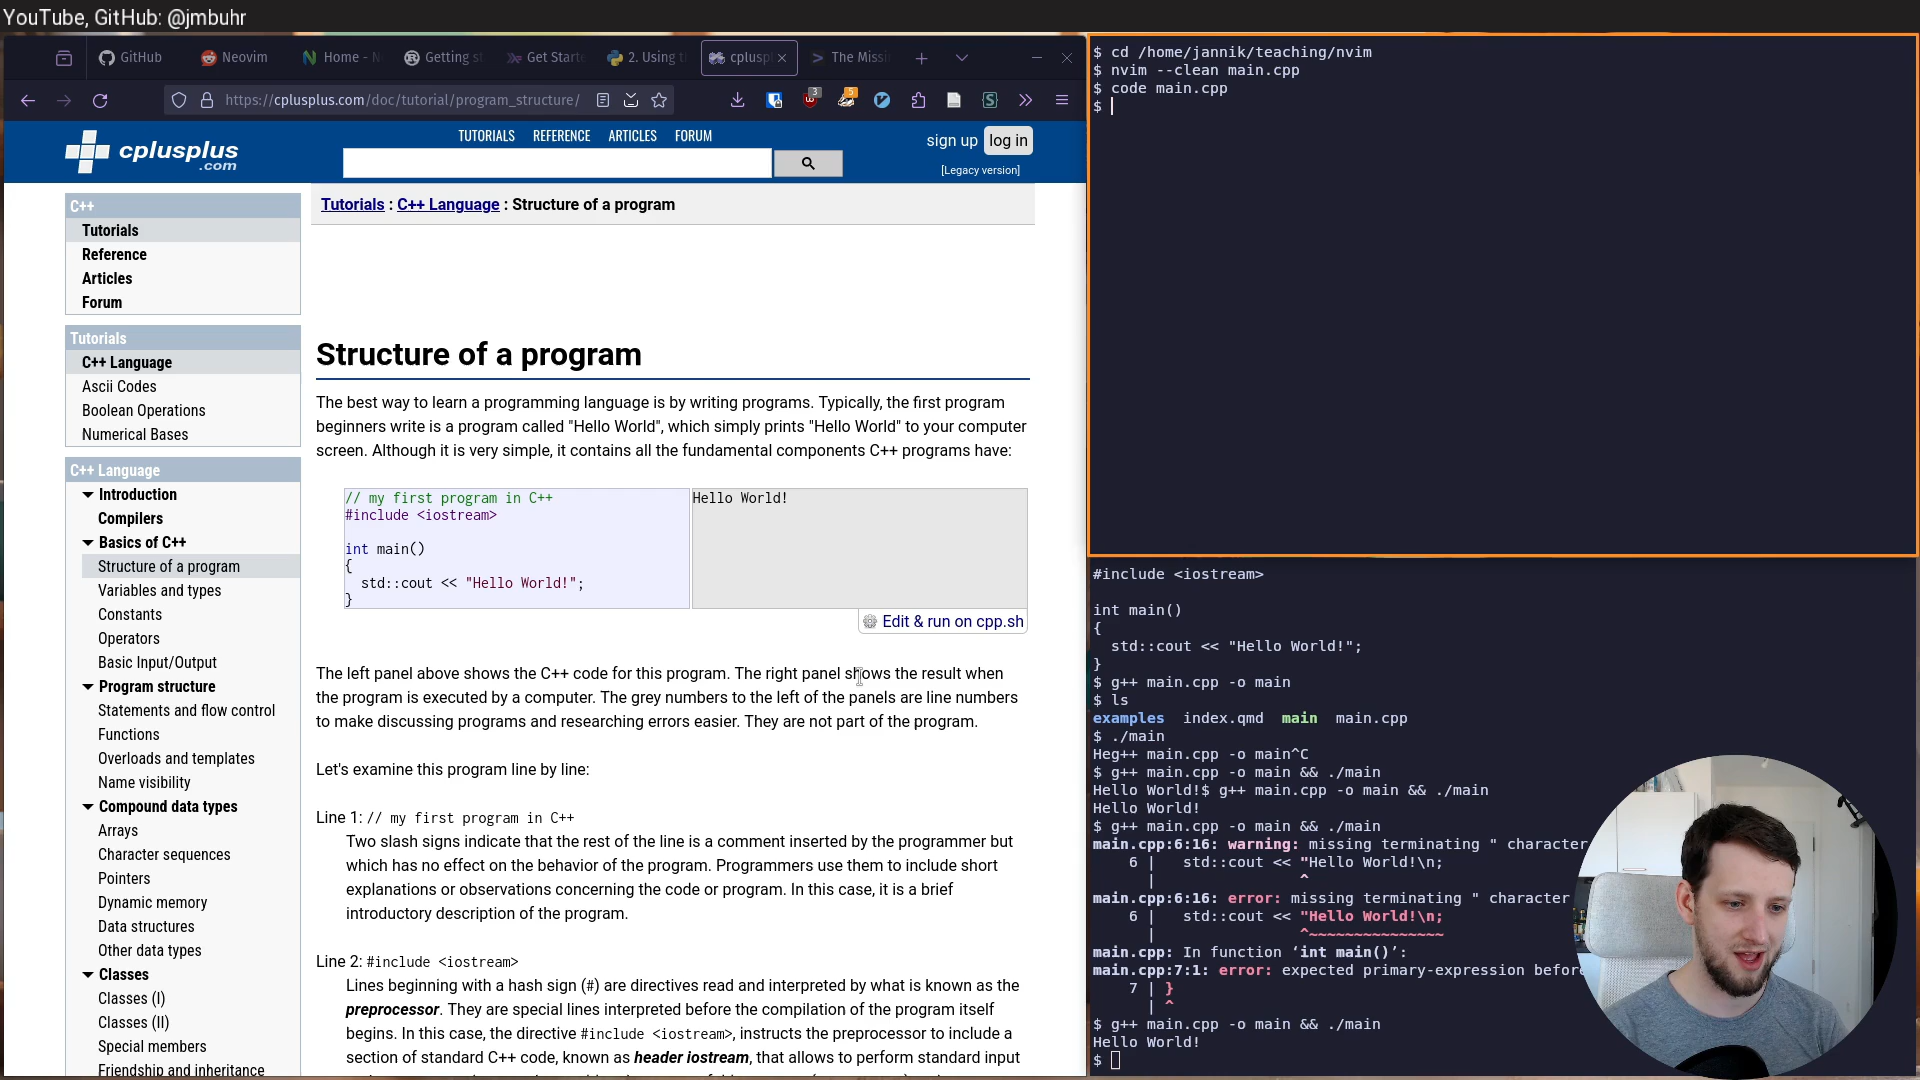 YouTube, GitHub: @jmbuhr
GitHub
Neovim
Home - N
Getting st
Get Starte
2. Using t
cplusp
The Missi
https://cplusplus.com/doc/tutorial/program_structure/
3
5
cplusplus
.com
TUTORIALS REFERENCE ARTICLES FORUM
sign up log in
[Legacy version]
C++
Tutorials
Reference
Articles
Forum
Tutorials
C++ Language
Ascii Codes
Boolean Operations
Numerical Bases
C++ Language
Introduction
Compilers
Basics of C++
Structure of a program
Variables and types
Constants
Operators
Basic Input/Output
Program structure
Statements and flow control
Functions
Overloads and templates
Name visibility
Compound data types
Arrays
Character sequences
Pointers
Dynamic memory
Data structures
Other data types
Classes
Classes (I)
Classes (II)
Special members
Friendship and inheritance
Tutorials : C++ Language : Structure of a program
Structure of a program
The best way to learn a programming language is by writing programs. Typically, the first program
beginners write is a program called "Hello World", which simply prints "Hello World" to your computer
screen. Although it is very simple, it contains all the fundamental components C++ programs have:
// my first program in C++
#include <iostream>
int main()
{
  std::cout << "Hello World!";
}
Hello World!
Edit & run on cpp.sh
The left panel above shows the C++ code for this program. The right panel shows the result when
the program is executed by a computer. The grey numbers to the left of the panels are line numbers
to make discussing programs and researching errors easier. They are not part of the program.
Let's examine this program line by line:
Line 1: // my first program in C++
Two slash signs indicate that the rest of the line is a comment inserted by the programmer but
which has no effect on the behavior of the program. Programmers use them to include short
explanations or observations concerning the code or program. In this case, it is a brief
introductory description of the program.
Line 2: #include <iostream>
Lines beginning with a hash sign (#) are directives read and interpreted by what is known as the
preprocessor. They are special lines interpreted before the compilation of the program itself
begins. In this case, the directive #include <iostream>, instructs the preprocessor to include a
section of standard C++ code, known as header iostream, that allows to perform standard input
$ cd /home/jannik/teaching/nvim
$ nvim --clean main.cpp
$ code main.cpp
$
#include <iostream>
int main()
{
  std::cout << "Hello World!";
}
$ g++ main.cpp -o main
$ ls
examples  index.qmd  main  main.cpp
$ ./main
Heg++ main.cpp -o main^C
$ g++ main.cpp -o main && ./main
Hello World!$ g++ main.cpp -o main && ./main
Hello World!
$ g++ main.cpp -o main && ./main
main.cpp:6:16: warning: missing terminating " character
    6 |   std::cout << "Hello World!\n;
      |                ^
main.cpp:6:16: error: missing terminating " character
    6 |   std::cout << "Hello World!\n;
      |                ^~~~~~~~~~~~~~~~
main.cpp: In function ‘int main()’:
main.cpp:7:1: error: expected primary-expression before
    7 | }
      | ^
$ g++ main.cpp -o main && ./main
Hello World!
$